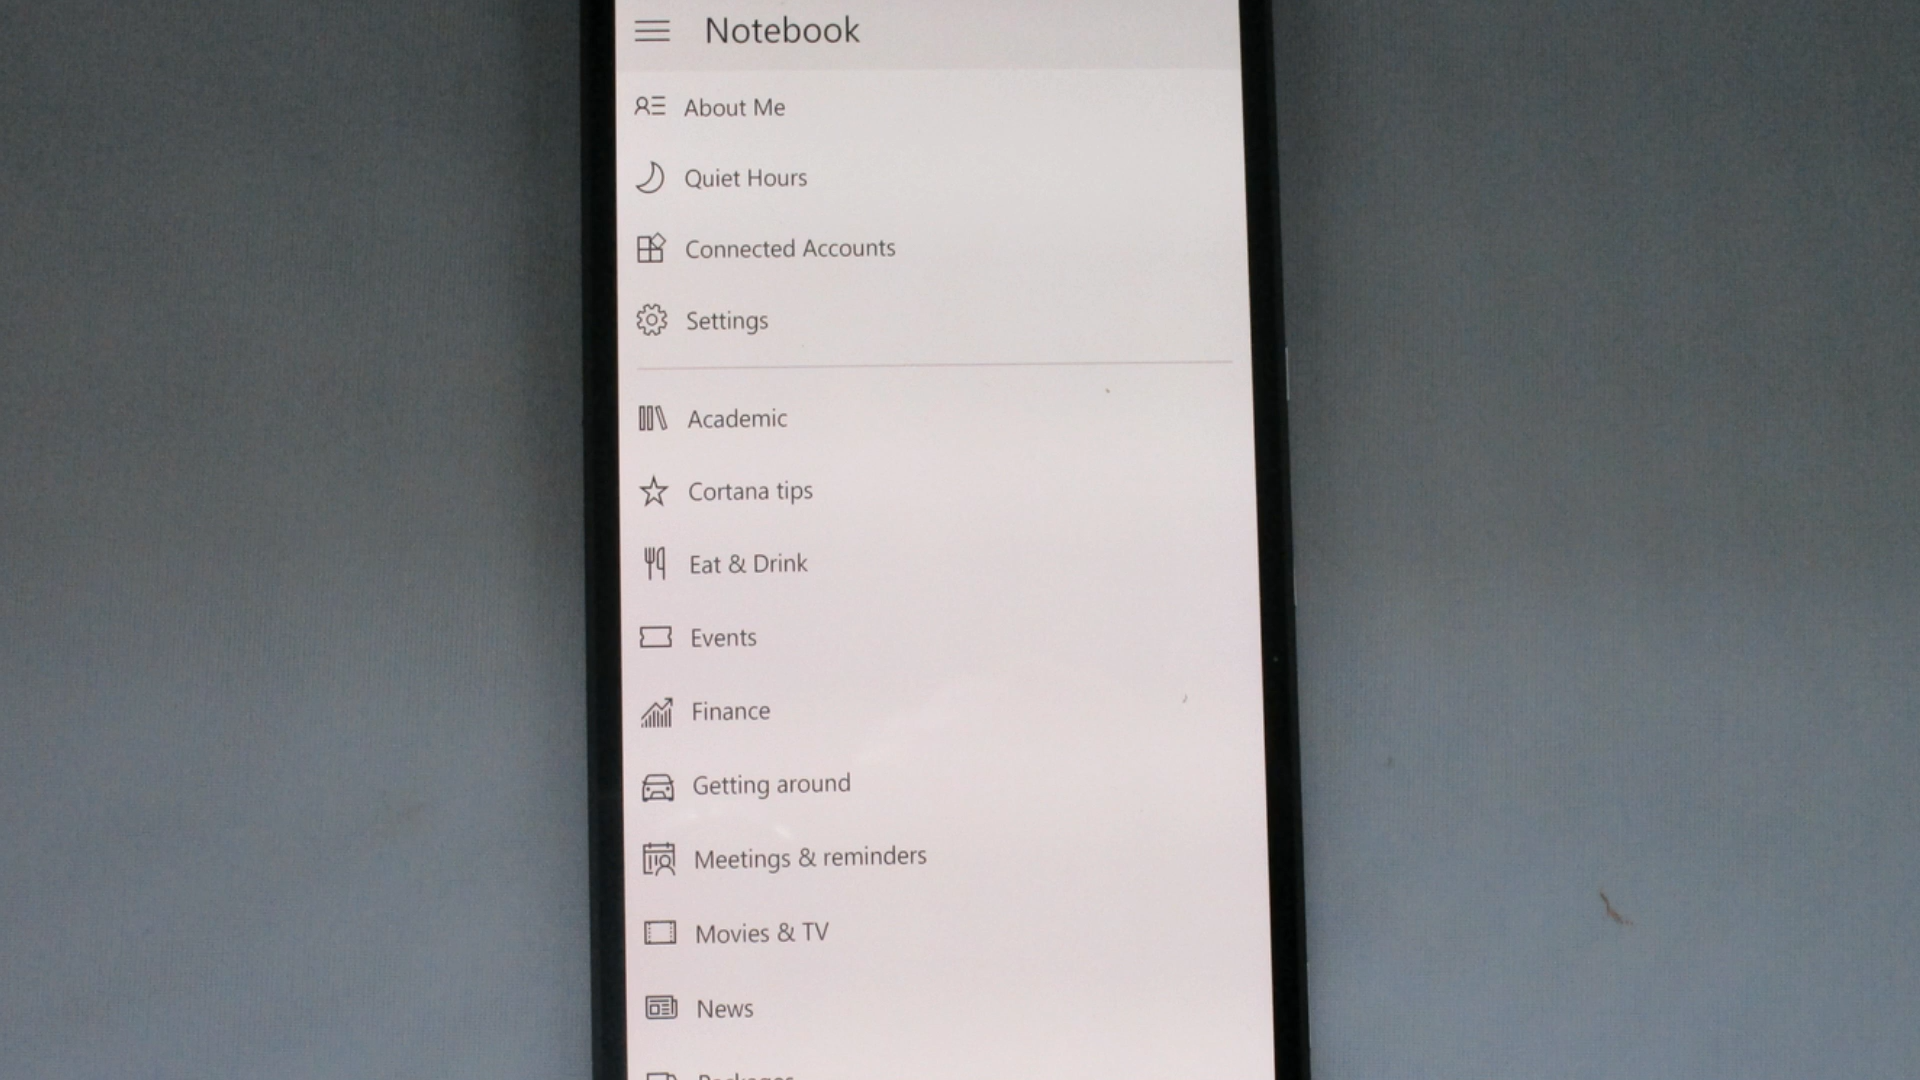 Notebook
About Me
Quiet Hours
Connected Accounts
Settings
Academic
Cortana tips
Eat & Drink
Events
Finance
Getting around
Meetings & reminders
Movies & TV
News